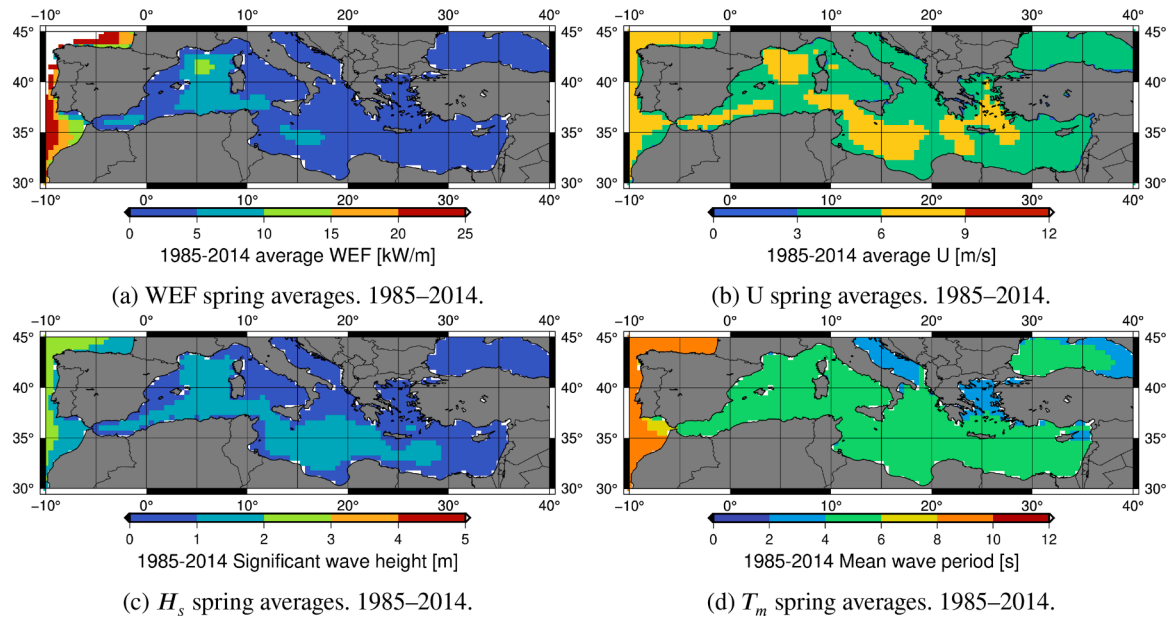 −10° 0° 10° 20° 30° 40°
45° 45°
40° 40°
35° 35°
30° 30°
−10° 0° 10° 20° 30° 40°
0 5 10 15 20 25
1985-2014 average WEF [kW/m]
(a) WEF spring averages. 1985–2014.
−10° 0° 10° 20° 30° 40°
45° 45°
40° 40°
35° 35°
30° 30°
−10° 0° 10° 20° 30° 40°
0 3 6 9 12
1985-2014 average U [m/s]
(b) U spring averages. 1985–2014.
−10° 0° 10° 20° 30° 40°
45° 45°
40° 40°
35° 35°
30° 30°
−10° 0° 10° 20° 30° 40°
0 1 2 3 4 5
1985-2014 Significant wave height [m]
(c) H_s spring averages. 1985–2014.
−10° 0° 10° 20° 30° 40°
45° 45°
40° 40°
35° 35°
30° 30°
−10° 0° 10° 20° 30° 40°
0 2 4 6 8 10 12
1985-2014 Mean wave period [s]
(d) T_m spring averages. 1985–2014.